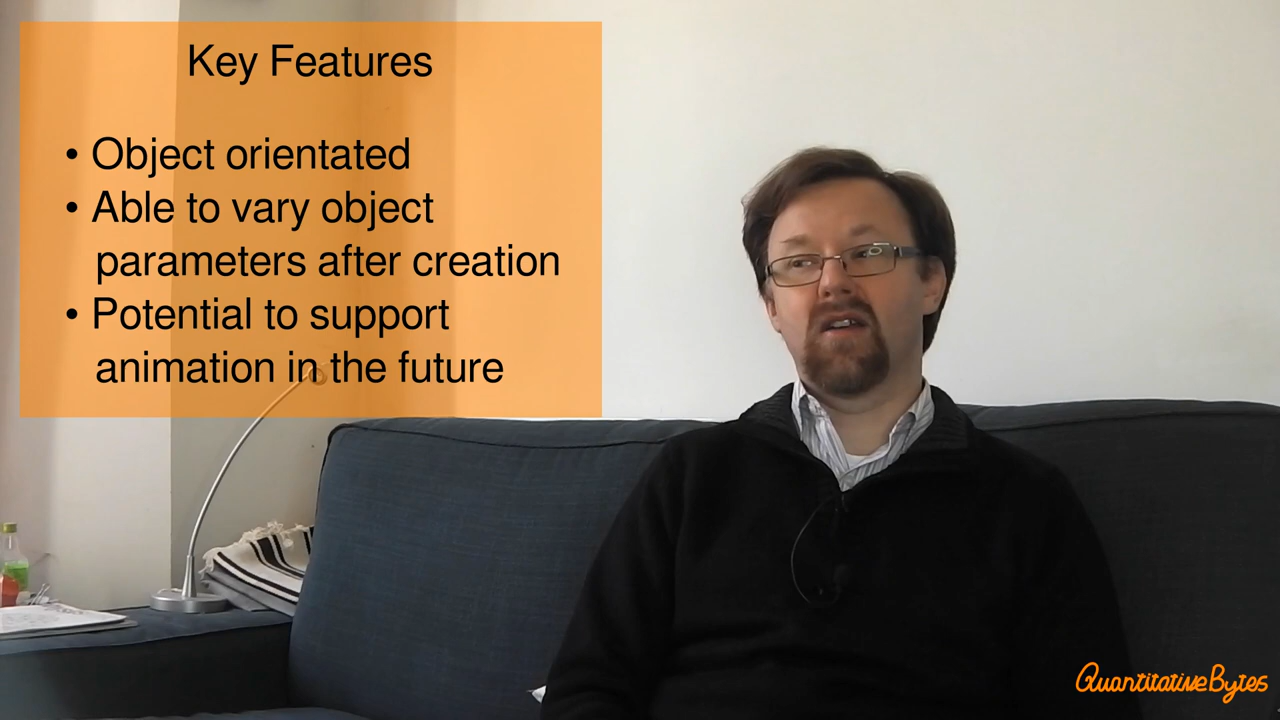 Key Features
• Object orientated
• Able to vary object
parameters after creation
• Potential to support
animation in the future
QuantitativeBytes